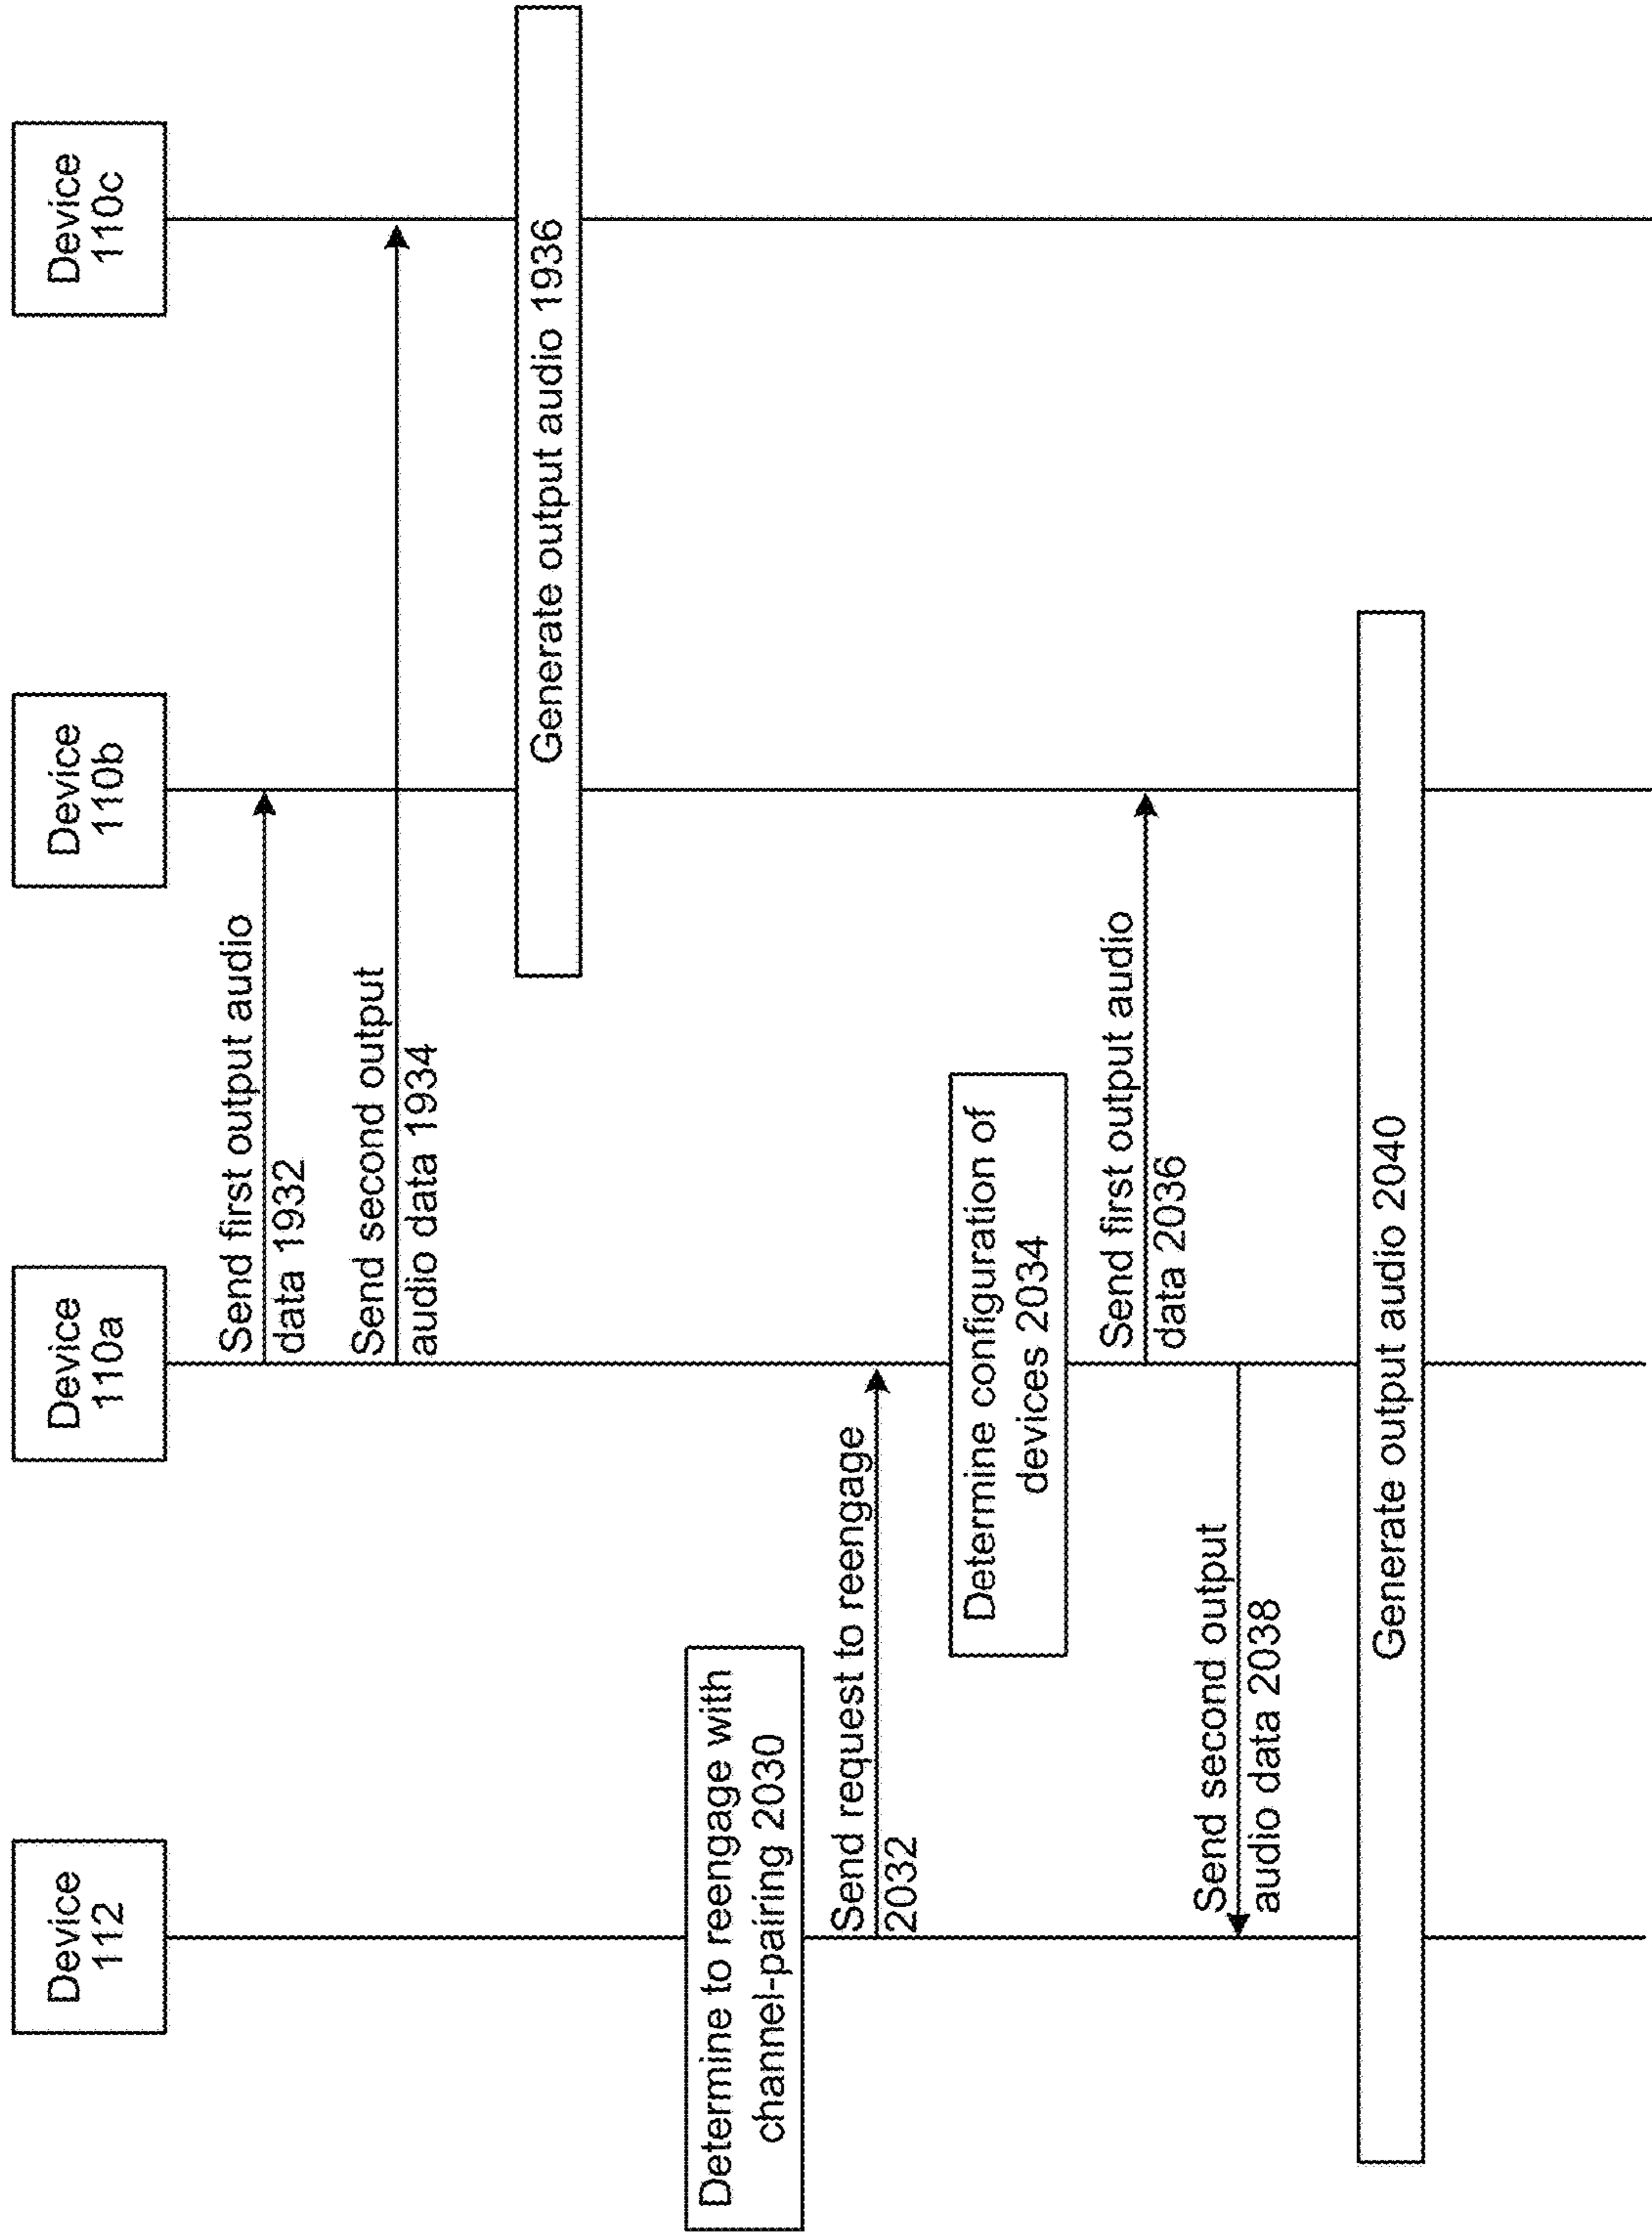 Device
112
Device
110a
Device
110b
Device
110c
Send first output audio
data 1932
Send second output
audio data 1934
Generate output audio 1936
Determine to reengage with
channel-pairing 2030
Send request to reengage
2032
Determine configuration of
devices 2034
Send first output audio
data 2036
Send second output
audio data 2038
Generate output audio 2040